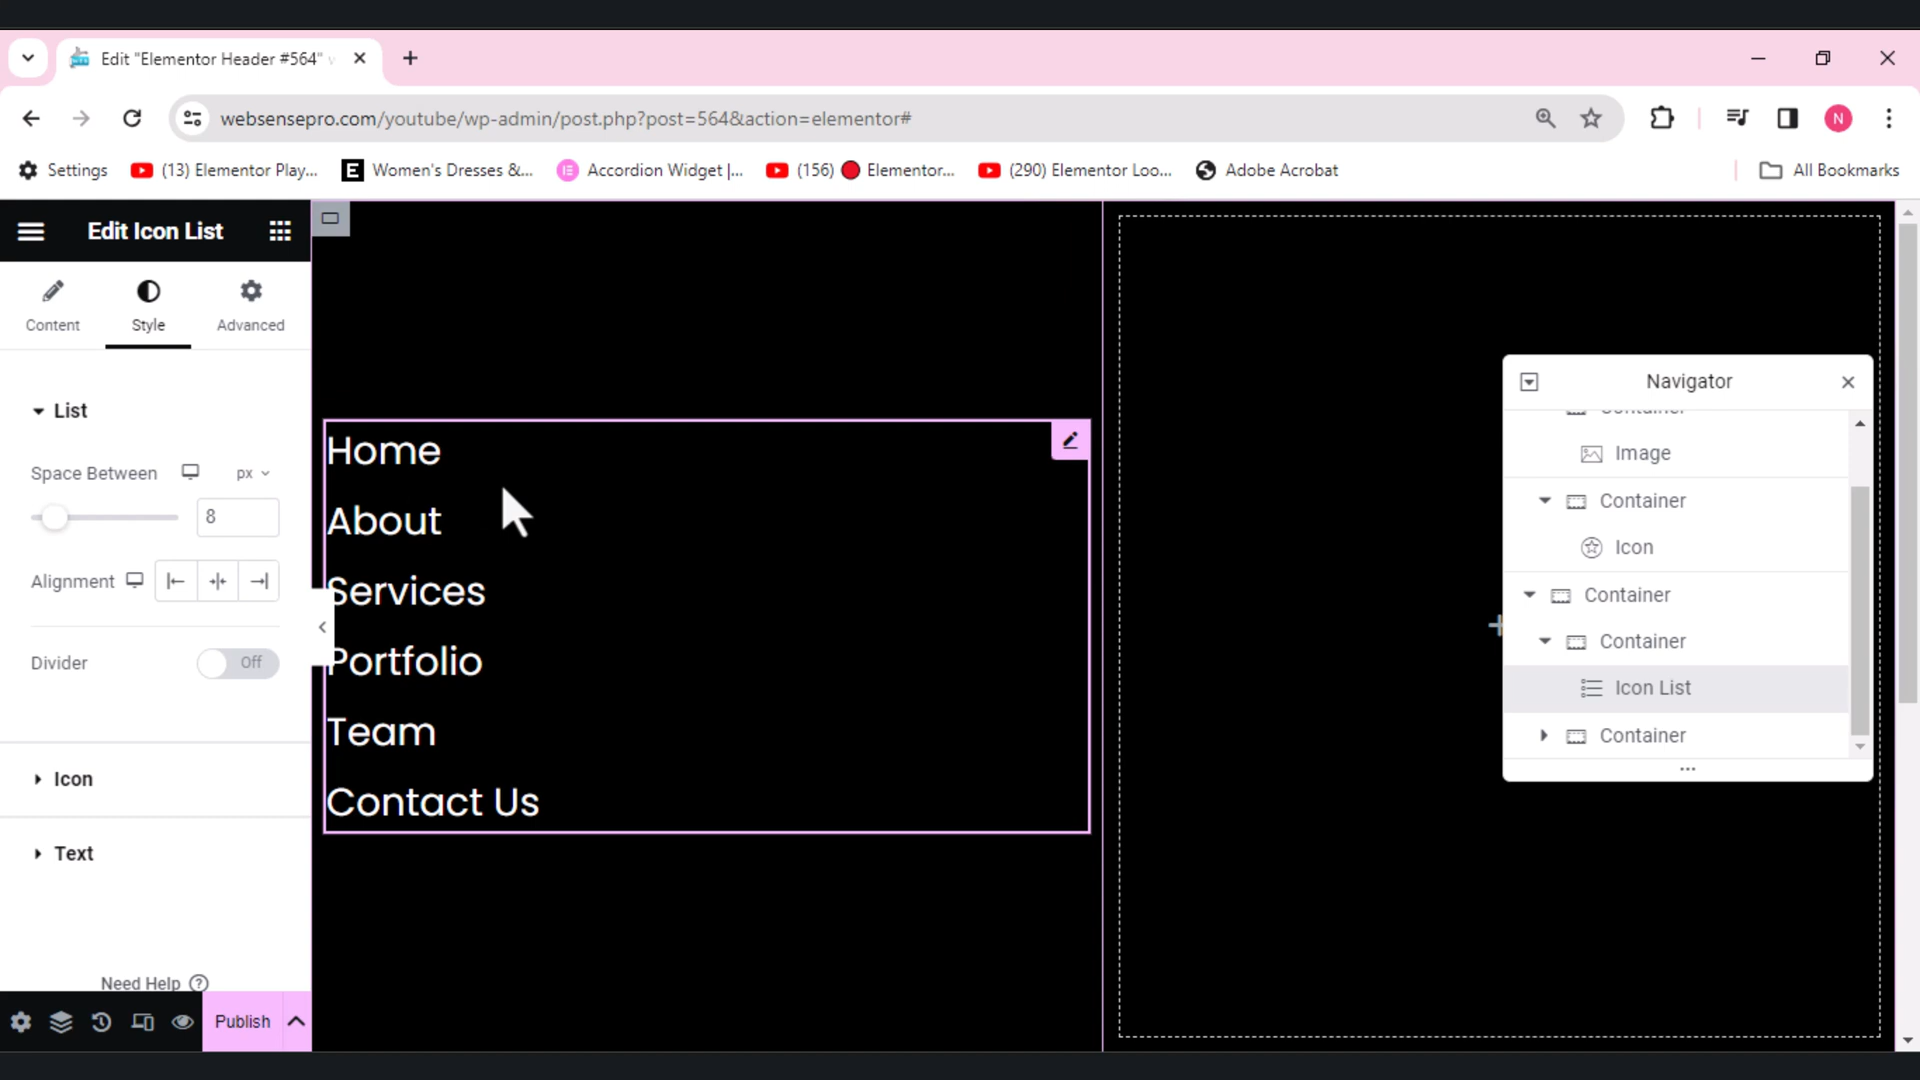 Edit "Elementor Header #564"
websensepro.com/youtube/wp-admin/post.php?post=564&action=elementor#
N
Settings
(13) Elementor Play...
E
Women's Dresses &...
Accordion Widget |...
(156)
Elementor...
(290) Elementor Loo...
Adobe Acrobat
All Bookmarks
Edit Icon List
Content
Style
Advanced
List
Space Between
px
8
Alignment
Divider
Off
Icon
Text
Need Help
Publish
Home
About
Services
Portfolio
Team
Contact Us
Navigator
Container
Image
Container
Icon
Container
Container
Icon List
Container